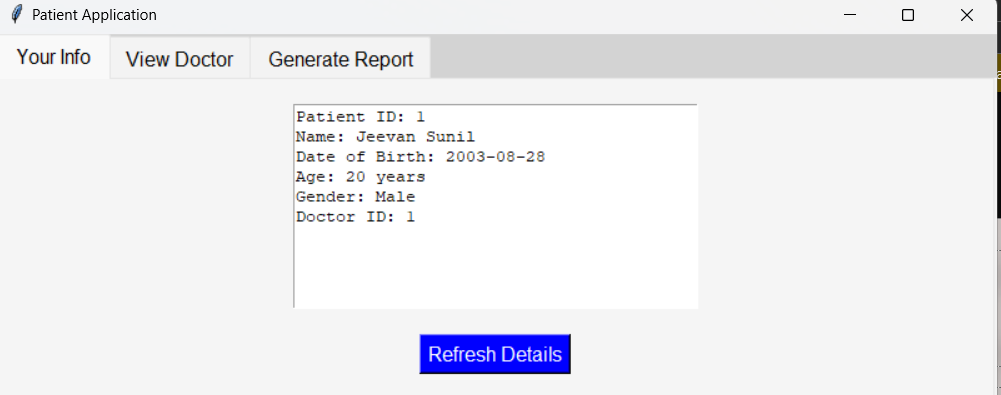 Patient Application
Your Info View Doctor Generate Report
Patient ID: 1
Name: Jeevan Sunil
Date of Birth: 2003-08-28
Age: 20 years
Gender: Male
Doctor ID: 1
Refresh Details